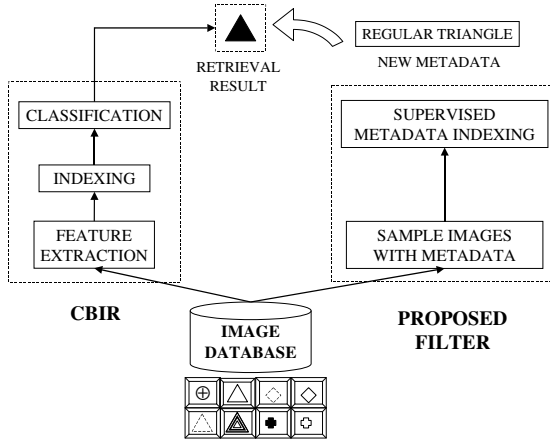 REGULAR TRIANGLE
NEW METADATA
RETRIEVAL
RESULT
CLASSIFICATION
INDEXING
FEATURE
EXTRACTION
SUPERVISED
METADATA INDEXING
SAMPLE IMAGES
WITH METADATA
CBIR
PROPOSED
FILTER
IMAGE
DATABASE